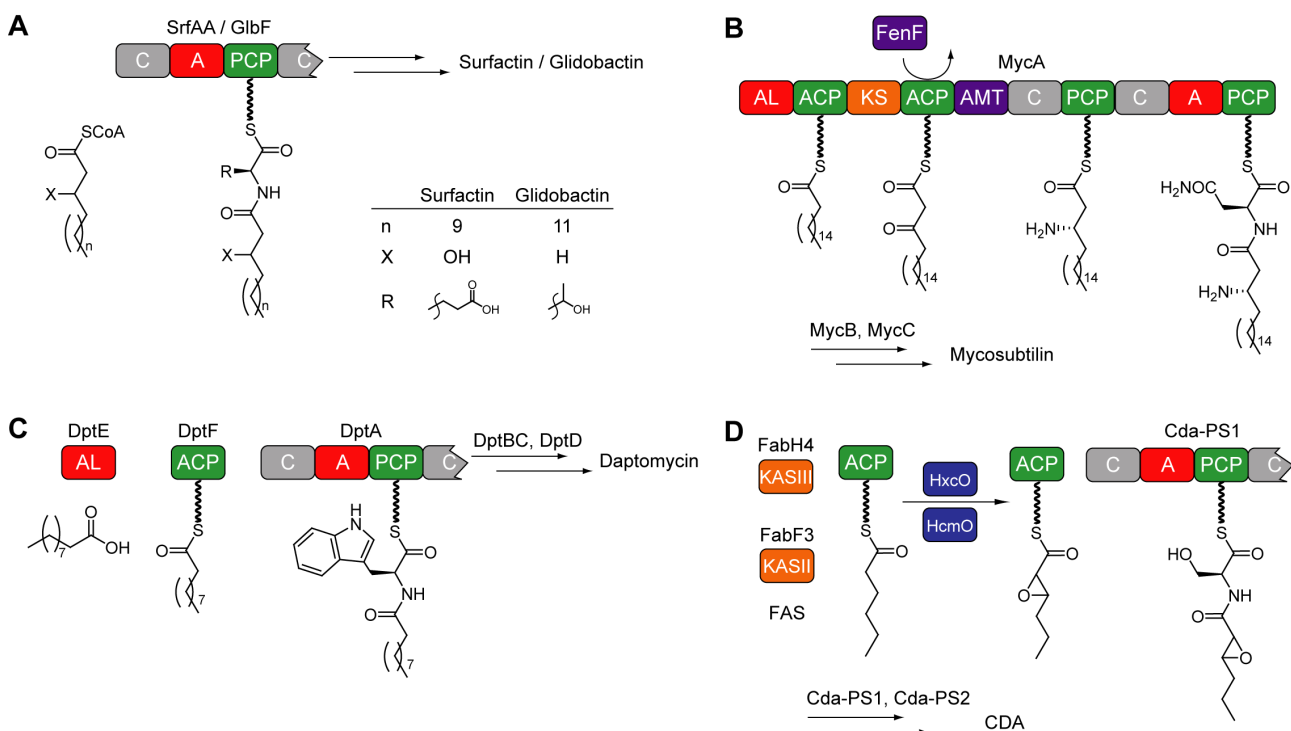 A
SrfAA / GlbF
C A PCP C
Surfactin / Glidobactin
SCoA
O
X
n
S
O
R
NH
O
X
n
Surfactin Glidobactin
n 9 11
X OH H
R O OH OH
B
FenF
MycA
AL ACP KS ACP AMT C PCP C A PCP
S S S S
O O O O
H2NOC
14 O H2N NH
14 14 O
H2N
14
MycB, MycC
Mycosubtilin
C
DptE DptF DptA
AL ACP C A PCP C
DptBC, DptD
Daptomycin
O OH
7
S
O
7
H
N
S
O
NH
O
7
D
FabH4
KASIII
ACP
HxcO
HcmO
ACP
Cda-PS1
C A PCP C
FabF3
KASII
FAS
S S S
O O O
HO
O NH
O
O
Cda-PS1, Cda-PS2
CDA